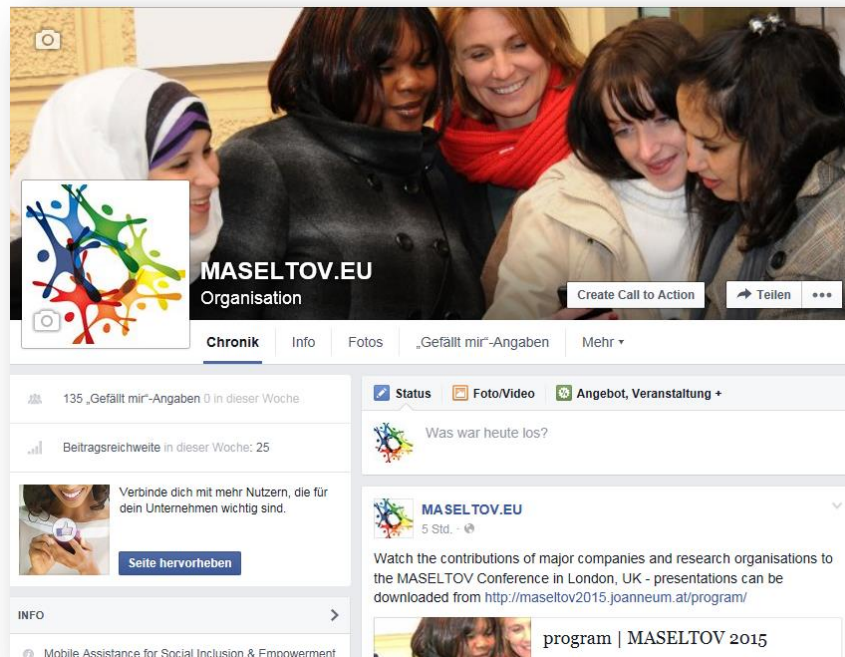 MASELTOV.EU
Organisation
Create Call to Action
Teilen
Chronik
Info
Fotos
„Gefällt mir“-Angaben
Mehr
135 „Gefällt mir“-Angaben 0 in dieser Woche
Beitragsreichweite in dieser Woche: 25
Verbinde dich mit mehr Nutzern, die für
dein Unternehmen wichtig sind.
Seite hervorheben
INFO
Mobile Assistance for Social Inclusion & Empowerment
Status
Foto/Video
Angebot, Veranstaltung +
Was war heute los?
MASELTOV.EU
5 Std. ·
Watch the contributions of major companies and research organisations to
the MASELTOV Conference in London, UK - presentations can be
downloaded from http://maseltov2015.joanneum.at/program/
program | MASELTOV 2015